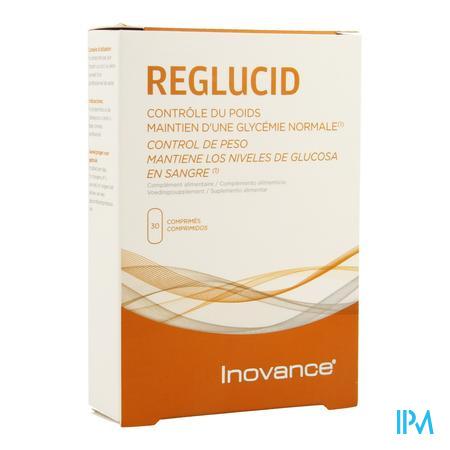 REGLUCID
CONTRÔLE DU POIDS
MAINTIEN D'UNE GLYCÉMIE NORMALE(1)
CONTROL DE PESO
MANTIENE LOS NIVELES DE GLUCOSA
EN SANGRE (1)
Complément alimentaire / Complemento alimenticio
Voedingssupplement / Suplemento alimentar
30
COMPRIMÉS
COMPRIMIDOS
Inovance®
IPM